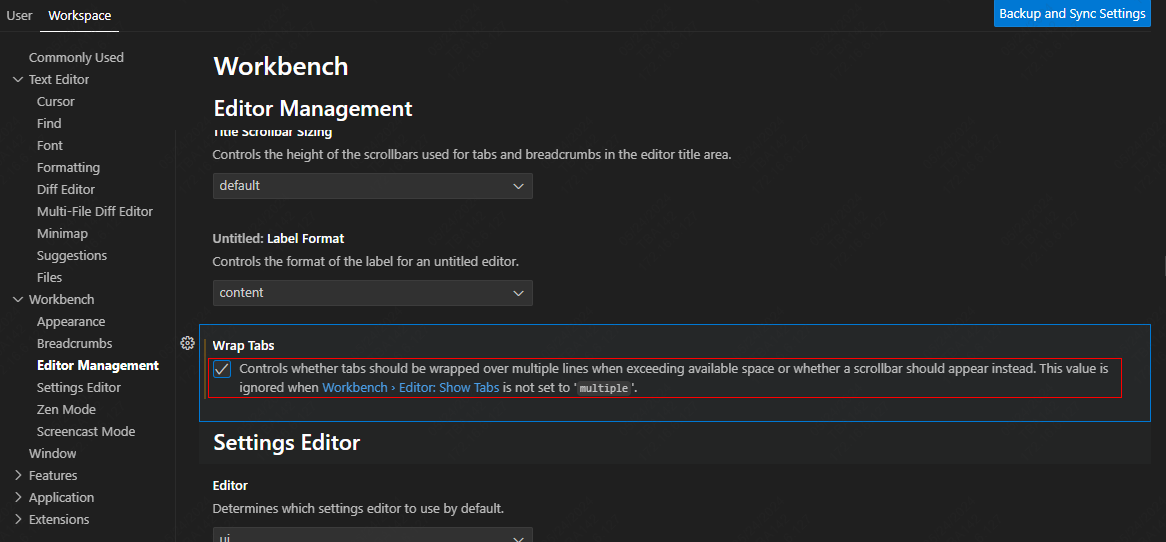 User Workspace
Backup and Sync Settings
Commonly Used
Text Editor
Cursor
Find
Font
Formatting
Diff Editor
Multi-File Diff Editor
Minimap
Suggestions
Files
Workbench
Appearance
Breadcrumbs
Editor Management
Settings Editor
Zen Mode
Screencast Mode
Window
Features
Application
Extensions
Workbench
Editor Management
Title Scrollbar Sizing
Controls the height of the scrollbars used for tabs and breadcrumbs in the editor title area.
default
Untitled: Label Format
Controls the format of the label for an untitled editor.
content
Wrap Tabs
Controls whether tabs should be wrapped over multiple lines when exceeding available space or whether a scrollbar should appear instead. This value is
ignored when Workbench › Editor: Show Tabs is not set to 'multiple'.
Settings Editor
Editor
Determines which settings editor to use by default.
ui